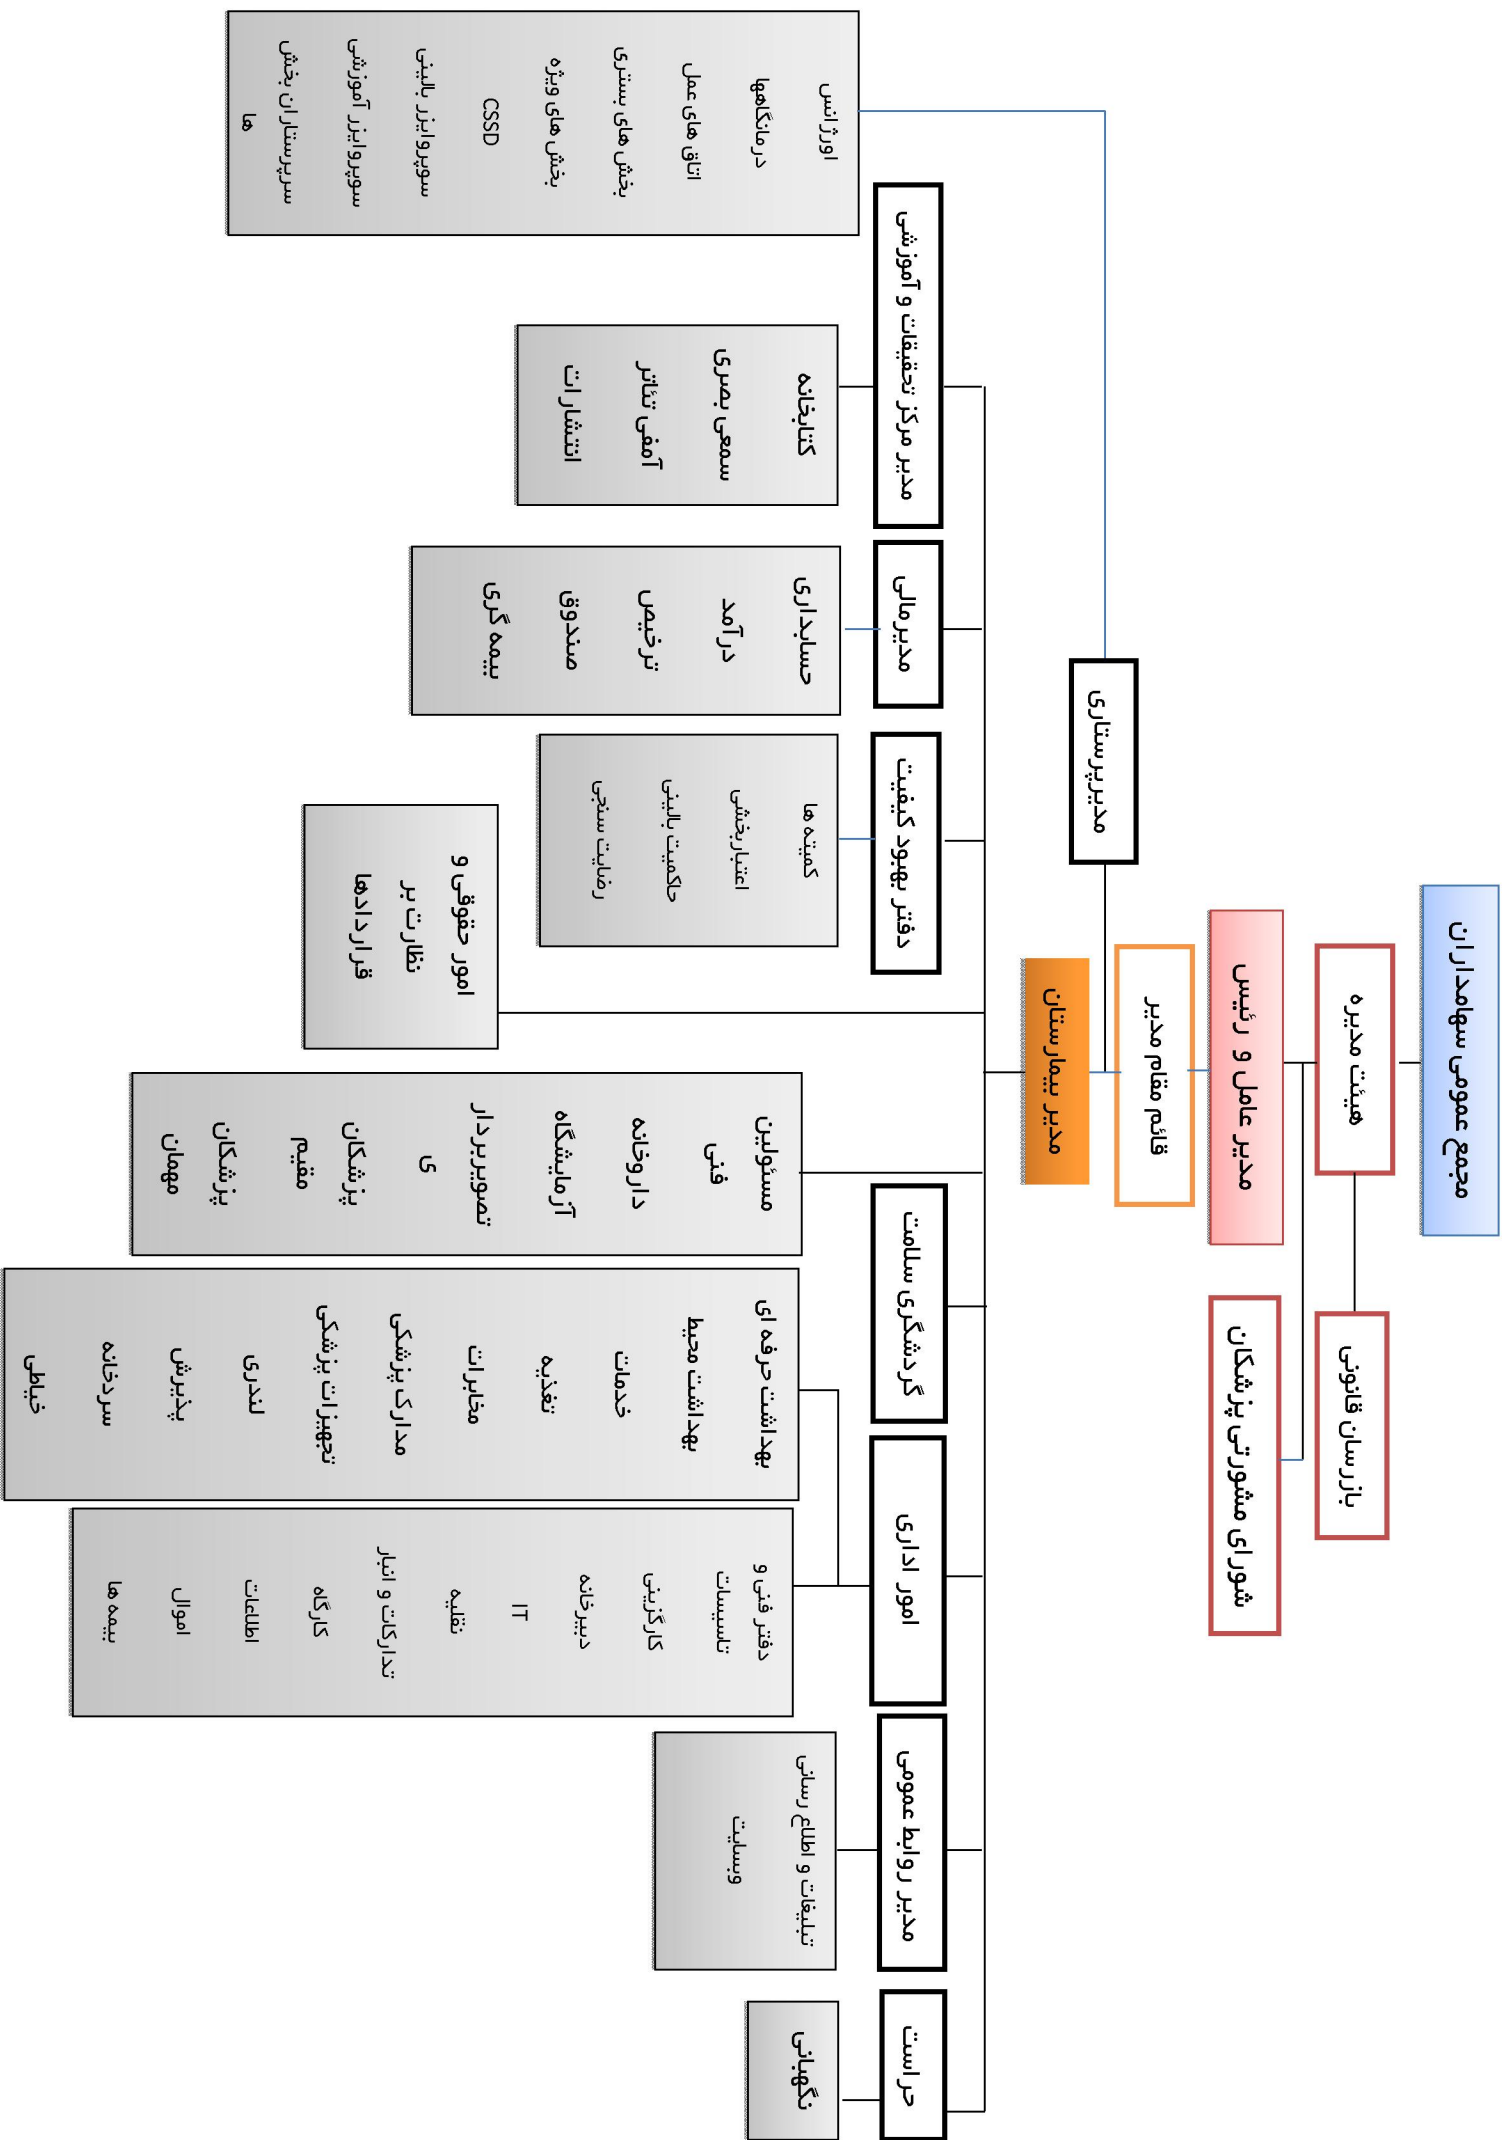 مجمع عمومی سهامداران
هیئت مدیره
بازرسان قانونی
مدیر عامل و رئیس
شورای مشورتی پزشکان
قائم مقام مدیر
مدیرپرستاری
مدیر بیمارستان
مدیر مرکز تحقیقات و آموزشی
مدیرمالی
دفتر بهبود کیفیت
گردشگری سلامت
امور اداری
مدیر روابط عمومی
حراست
اورژانس
درمانگاهها
اتاق های عمل
بخش های بستری
بخش های ویژه
CSSD
سوپروایزر بالینی
سوپروایزر آموزشی
سرپرستاران بخش
ها
کتابخانه
سمعی بصری
آمفی تئاتر
انتشارات
حسابداری
درآمد
ترخیص
صندوق
بیمه گری
کمیته ها
اعتباربخشی
حاکمیت بالینی
رضایت سنجی
امور حقوقی و
نظارت بر
قراردادها
مسئولین
فنی
داروخانه
آزمایشگاه
تصویربردار
ی
پزشکان
مقیم
پزشکان
مهمان
بهداشت حرفه ای
بهداشت محیط
خدمات
تغذیه
مخابرات
مدارک پزشکی
تجهیزات پزشکی
لندری
پذیرش
سردخانه
خیاطی
دفتر فنی و
تاسیسات
کارگزینی
دبیرخانه
IT
نقلیه
تدارکات و انبار
کارگاه
اطلاعات
اموال
بیمه ها
تبلیغات و اطلاع رسانی
وبسایت
نگهبانی